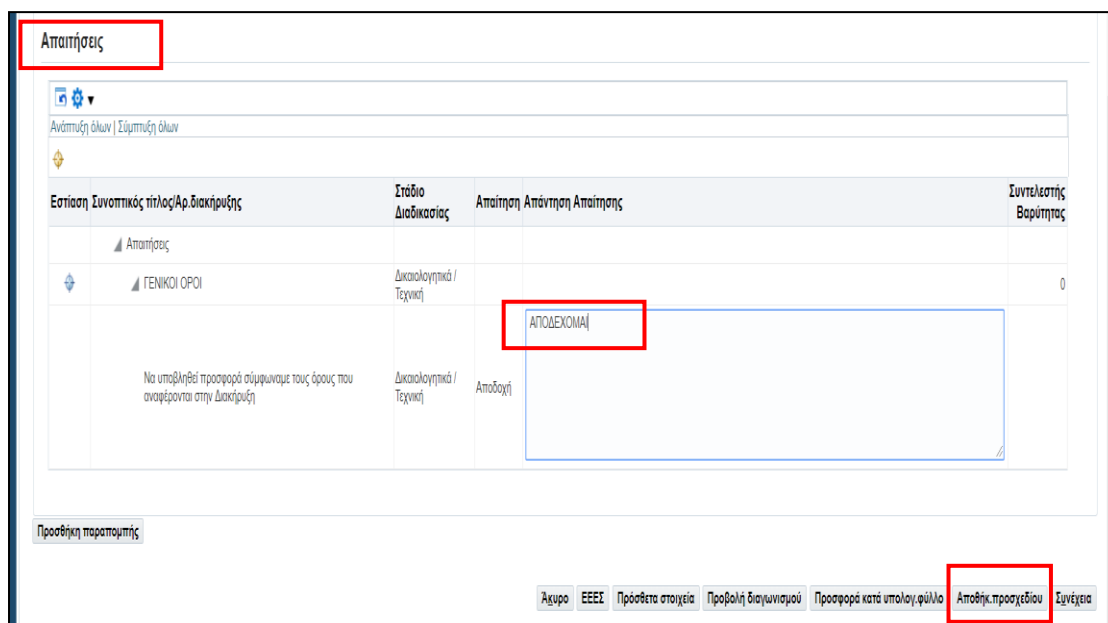 Απαιτήσεις
Ανάπτυξη όλων | Σύμπτυξη όλων
Εστίαση Συνοπτικός τίτλος/Αρ.διακήρυξης Στάδιο Διαδικασίας Απαίτηση Απάντηση Απαίτησης Συντελεστής Βαρύτητας
Απαιτήσεις
ΓΕΝΙΚΟΙ ΟΡΟΙ Δικαιολογητικά / Τεχνική 0
ΑΠΟΔΕΧΟΜΑΙ
Να υποβληθεί προσφορά σύμφωναμε τους όρους που
αναφέρονται στην Διακήρυξη
Δικαιολογητικά / Τεχνική
Αποδοχή
Προσθήκη παραπομπής
Άκυρο ΕΕΕΣ Πρόσθετα στοιχεία Προβολή διαγωνισμού Προσφορά κατά υπολογ.φύλλο Αποθήκ.προσχεδίου Συνέχεια